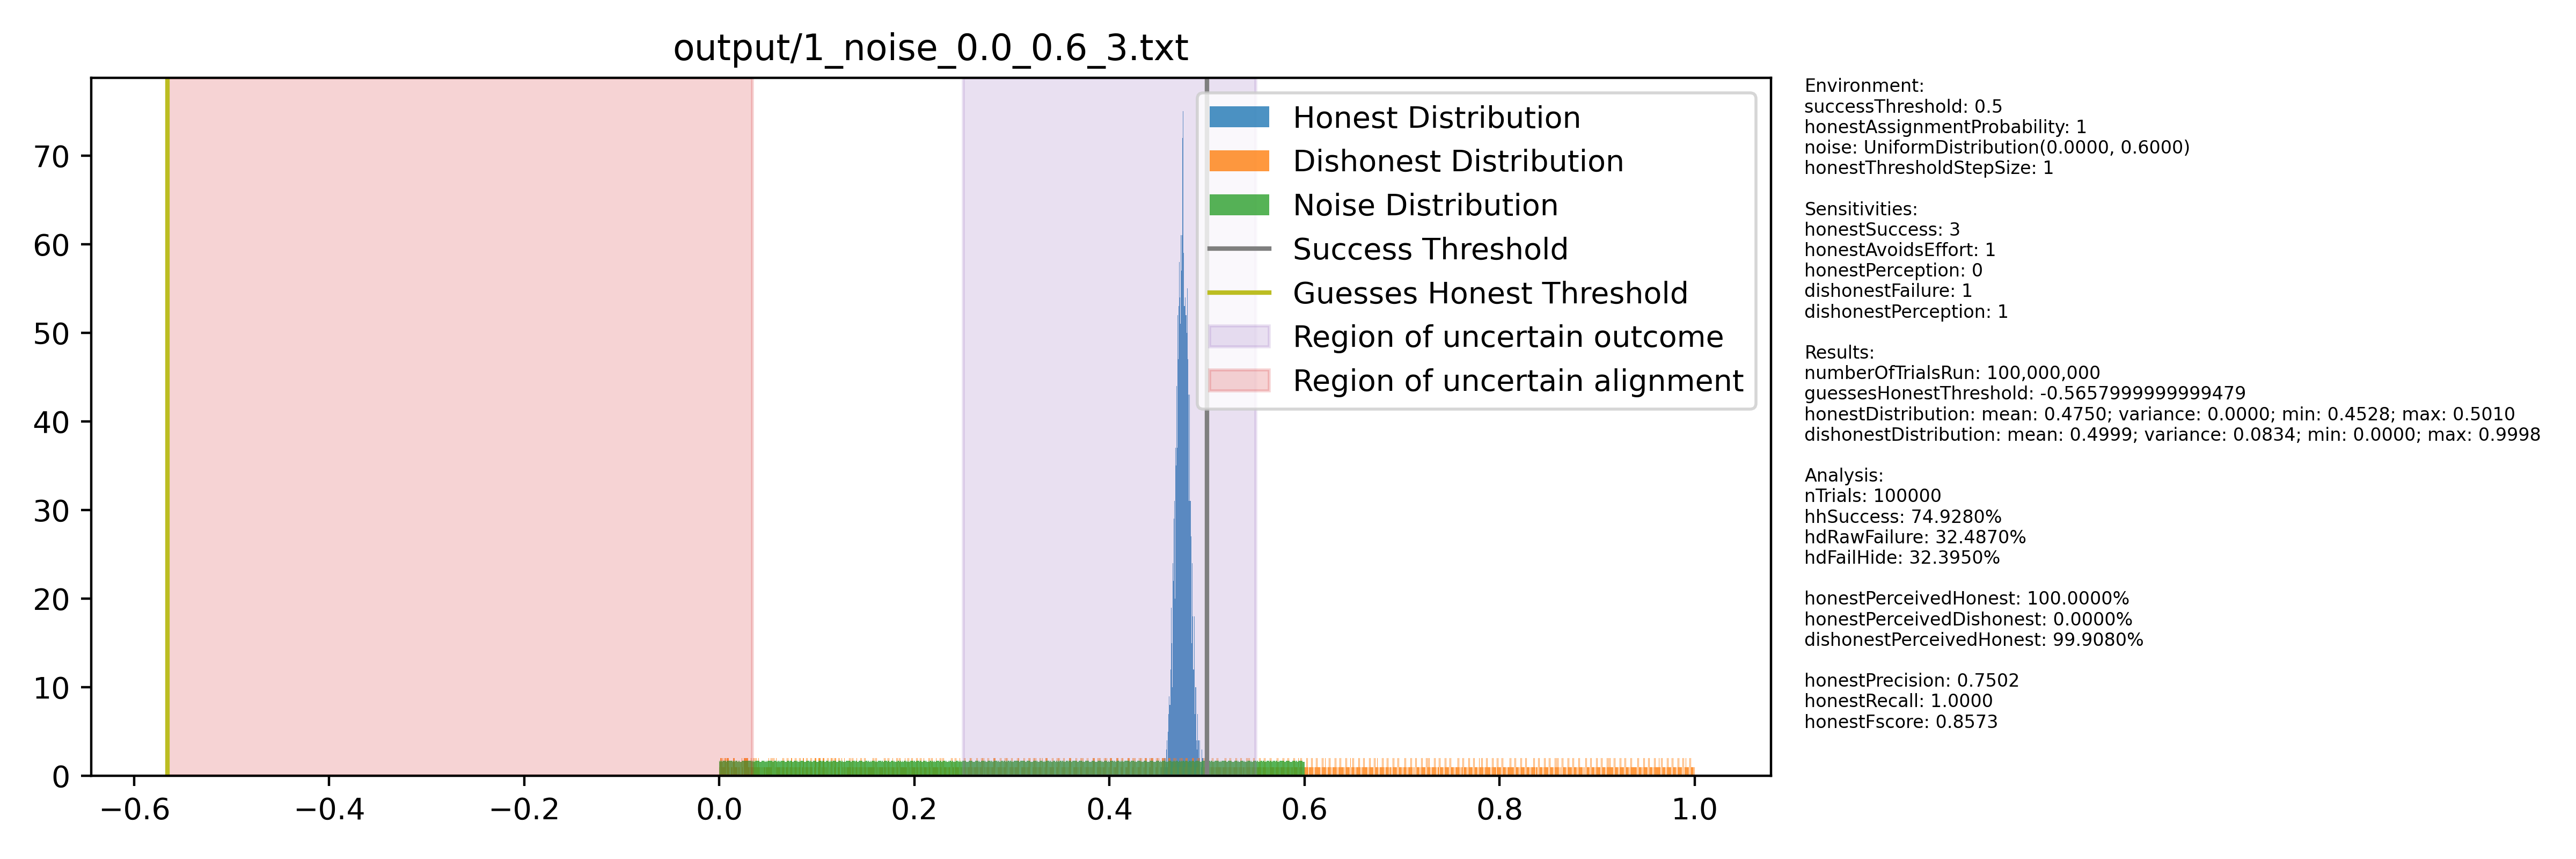 output/1_noise_0.0_0.6_3.txt
70
60
50
40
30
20
10
0
−0.6
−0.4
−0.2
0.0
0.2
0.4
0.6
0.8
1.0
Honest Distribution
Dishonest Distribution
Noise Distribution
Success Threshold
Guesses Honest Threshold
Region of uncertain outcome
Region of uncertain alignment
Environment:
successThreshold: 0.5
honestAssignmentProbability: 1
noise: UniformDistribution(0.0000, 0.6000)
honestThresholdStepSize: 1
Sensitivities:
honestSuccess: 3
honestAvoidsEffort: 1
honestPerception: 0
dishonestFailure: 1
dishonestPerception: 1
Results:
numberOfTrialsRun: 100,000,000
guessesHonestThreshold: -0.5657999999999479
honestDistribution: mean: 0.4750; variance: 0.0000; min: 0.4528; max: 0.5010
dishonestDistribution: mean: 0.4999; variance: 0.0834; min: 0.0000; max: 0.9998
Analysis:
nTrials: 100000
hhSuccess: 74.9280%
hdRawFailure: 32.4870%
hdFailHide: 32.3950%
honestPerceivedHonest: 100.0000%
honestPerceivedDishonest: 0.0000%
dishonestPerceivedHonest: 99.9080%
honestPrecision: 0.7502
honestRecall: 1.0000
honestFscore: 0.8573